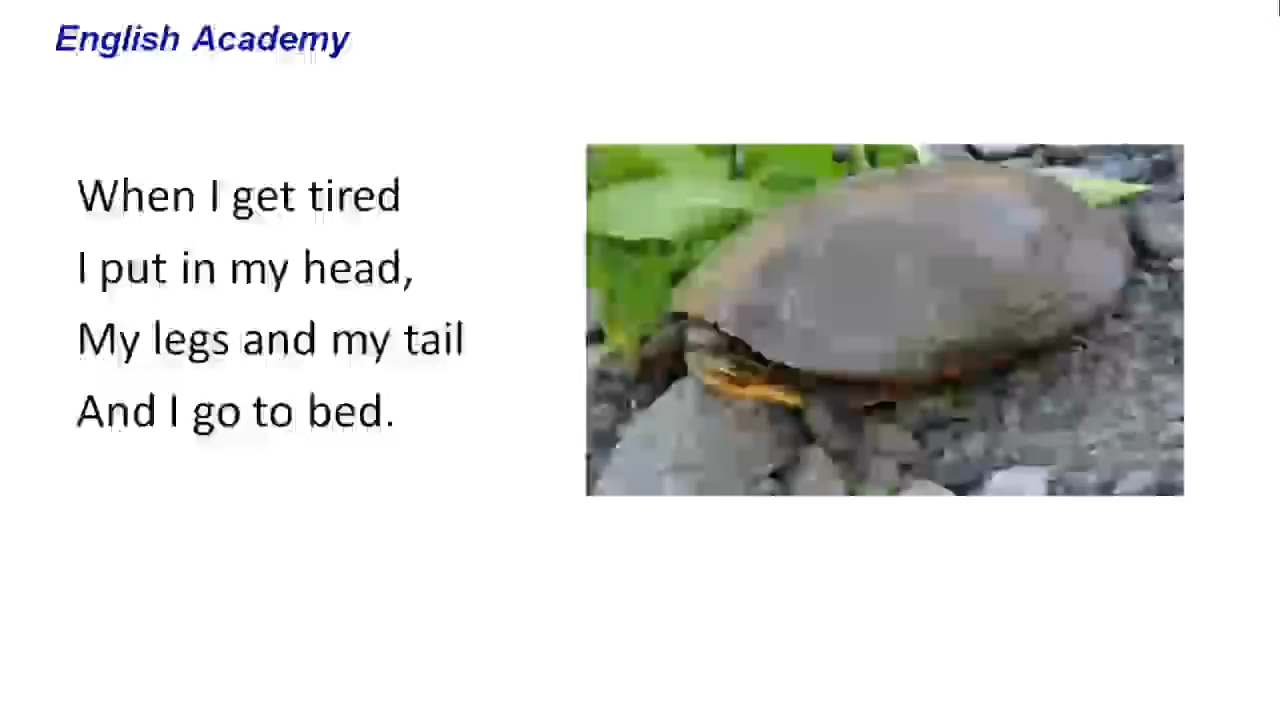 English Academy
When I get tired
I put in my head,
My legs and my tail
And I go to bed.